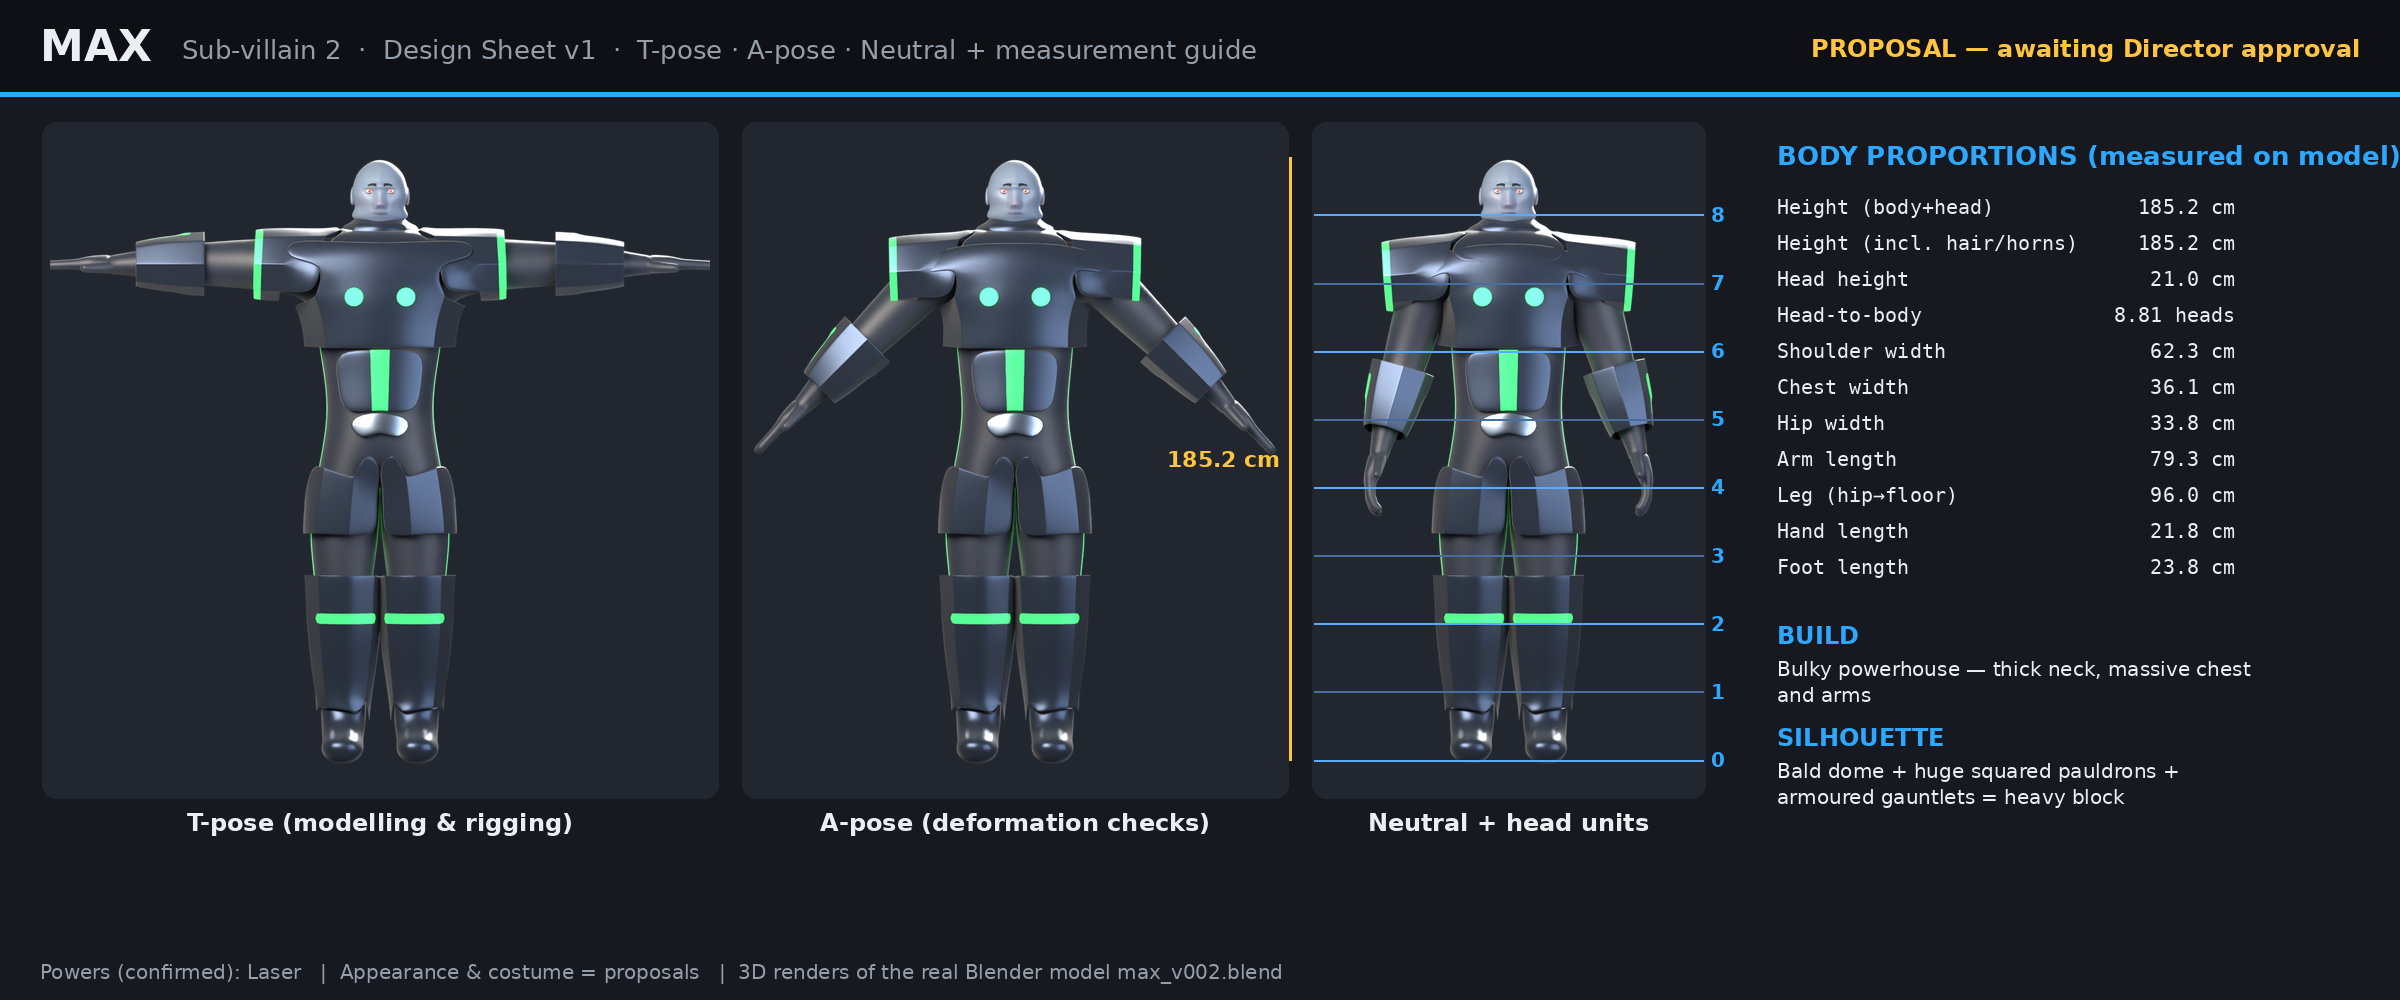 MAX Sub-villain 2 · Design Sheet v1 · T-pose · A-pose · Neutral + measurement guide
PROPOSAL — awaiting Director approval
185.2 cm
8
7
6
5
4
3
2
1
0
T-pose (modelling & rigging)
A-pose (deformation checks)
Neutral + head units
BODY PROPORTIONS (measured on model)
Height (body+head) 185.2 cm
Height (incl. hair/horns) 185.2 cm
Head height 21.0 cm
Head-to-body 8.81 heads
Shoulder width 62.3 cm
Chest width 36.1 cm
Hip width 33.8 cm
Arm length 79.3 cm
Leg (hip→floor) 96.0 cm
Hand length 21.8 cm
Foot length 23.8 cm
BUILD
Bulky powerhouse — thick neck, massive chest
and arms
SILHOUETTE
Bald dome + huge squared pauldrons +
armoured gauntlets = heavy block
Powers (confirmed): Laser | Appearance & costume = proposals | 3D renders of the real Blender model max_v002.blend